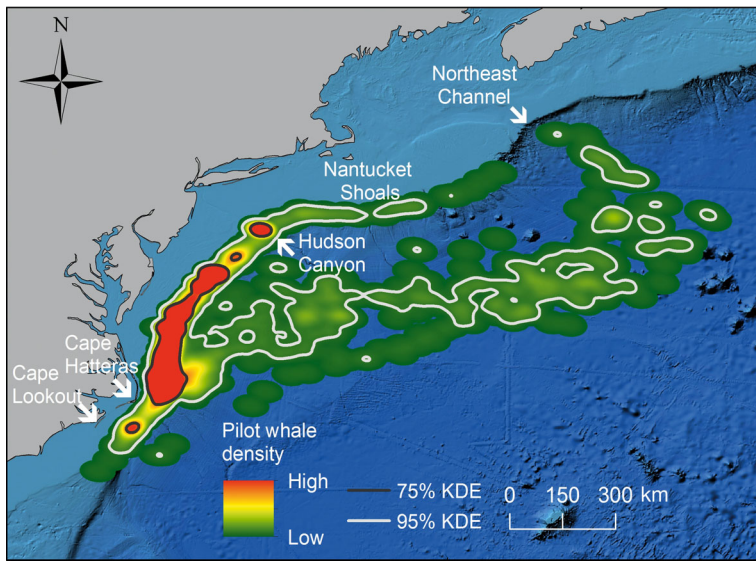 N
Northeast
Channel
Nantucket
Shoals
Hudson
Canyon
Cape
Hatteras
Cape
Lookout
Pilot whale
density
High
Low
75% KDE
95% KDE
0 150 300 km